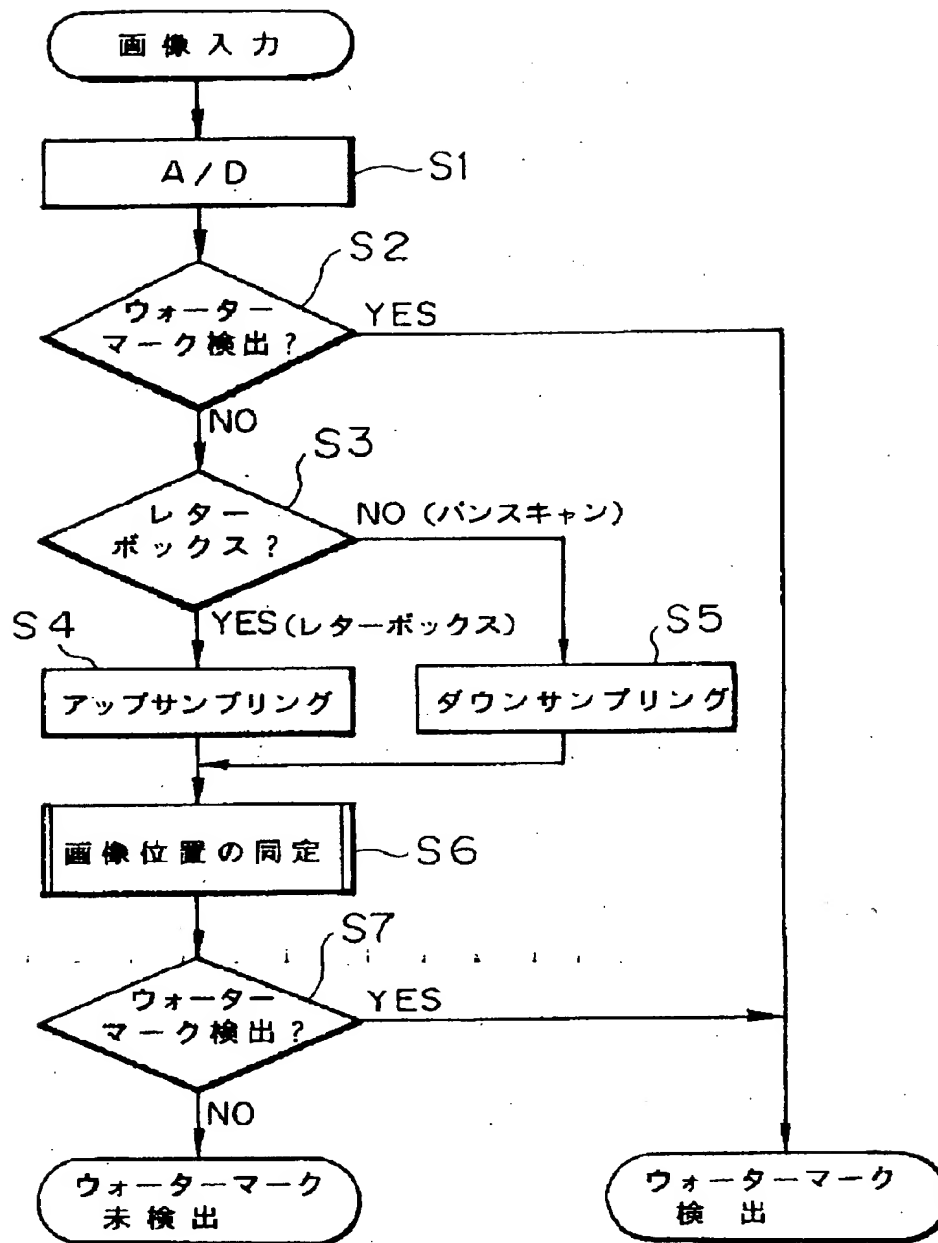 画像入力
A/D
S1
S2
ウォーター
マーク検出?
YES
NO
S3
レター
ボックス?
NO (パンスキャン)
YES(レターボックス)
S4
アップサンプリング
S5
ダウンサンプリング
画像位置の同定
S6
S7
ウォーター
マーク検出?
YES
NO
ウォーターマーク
未検出
ウォーターマーク
検出